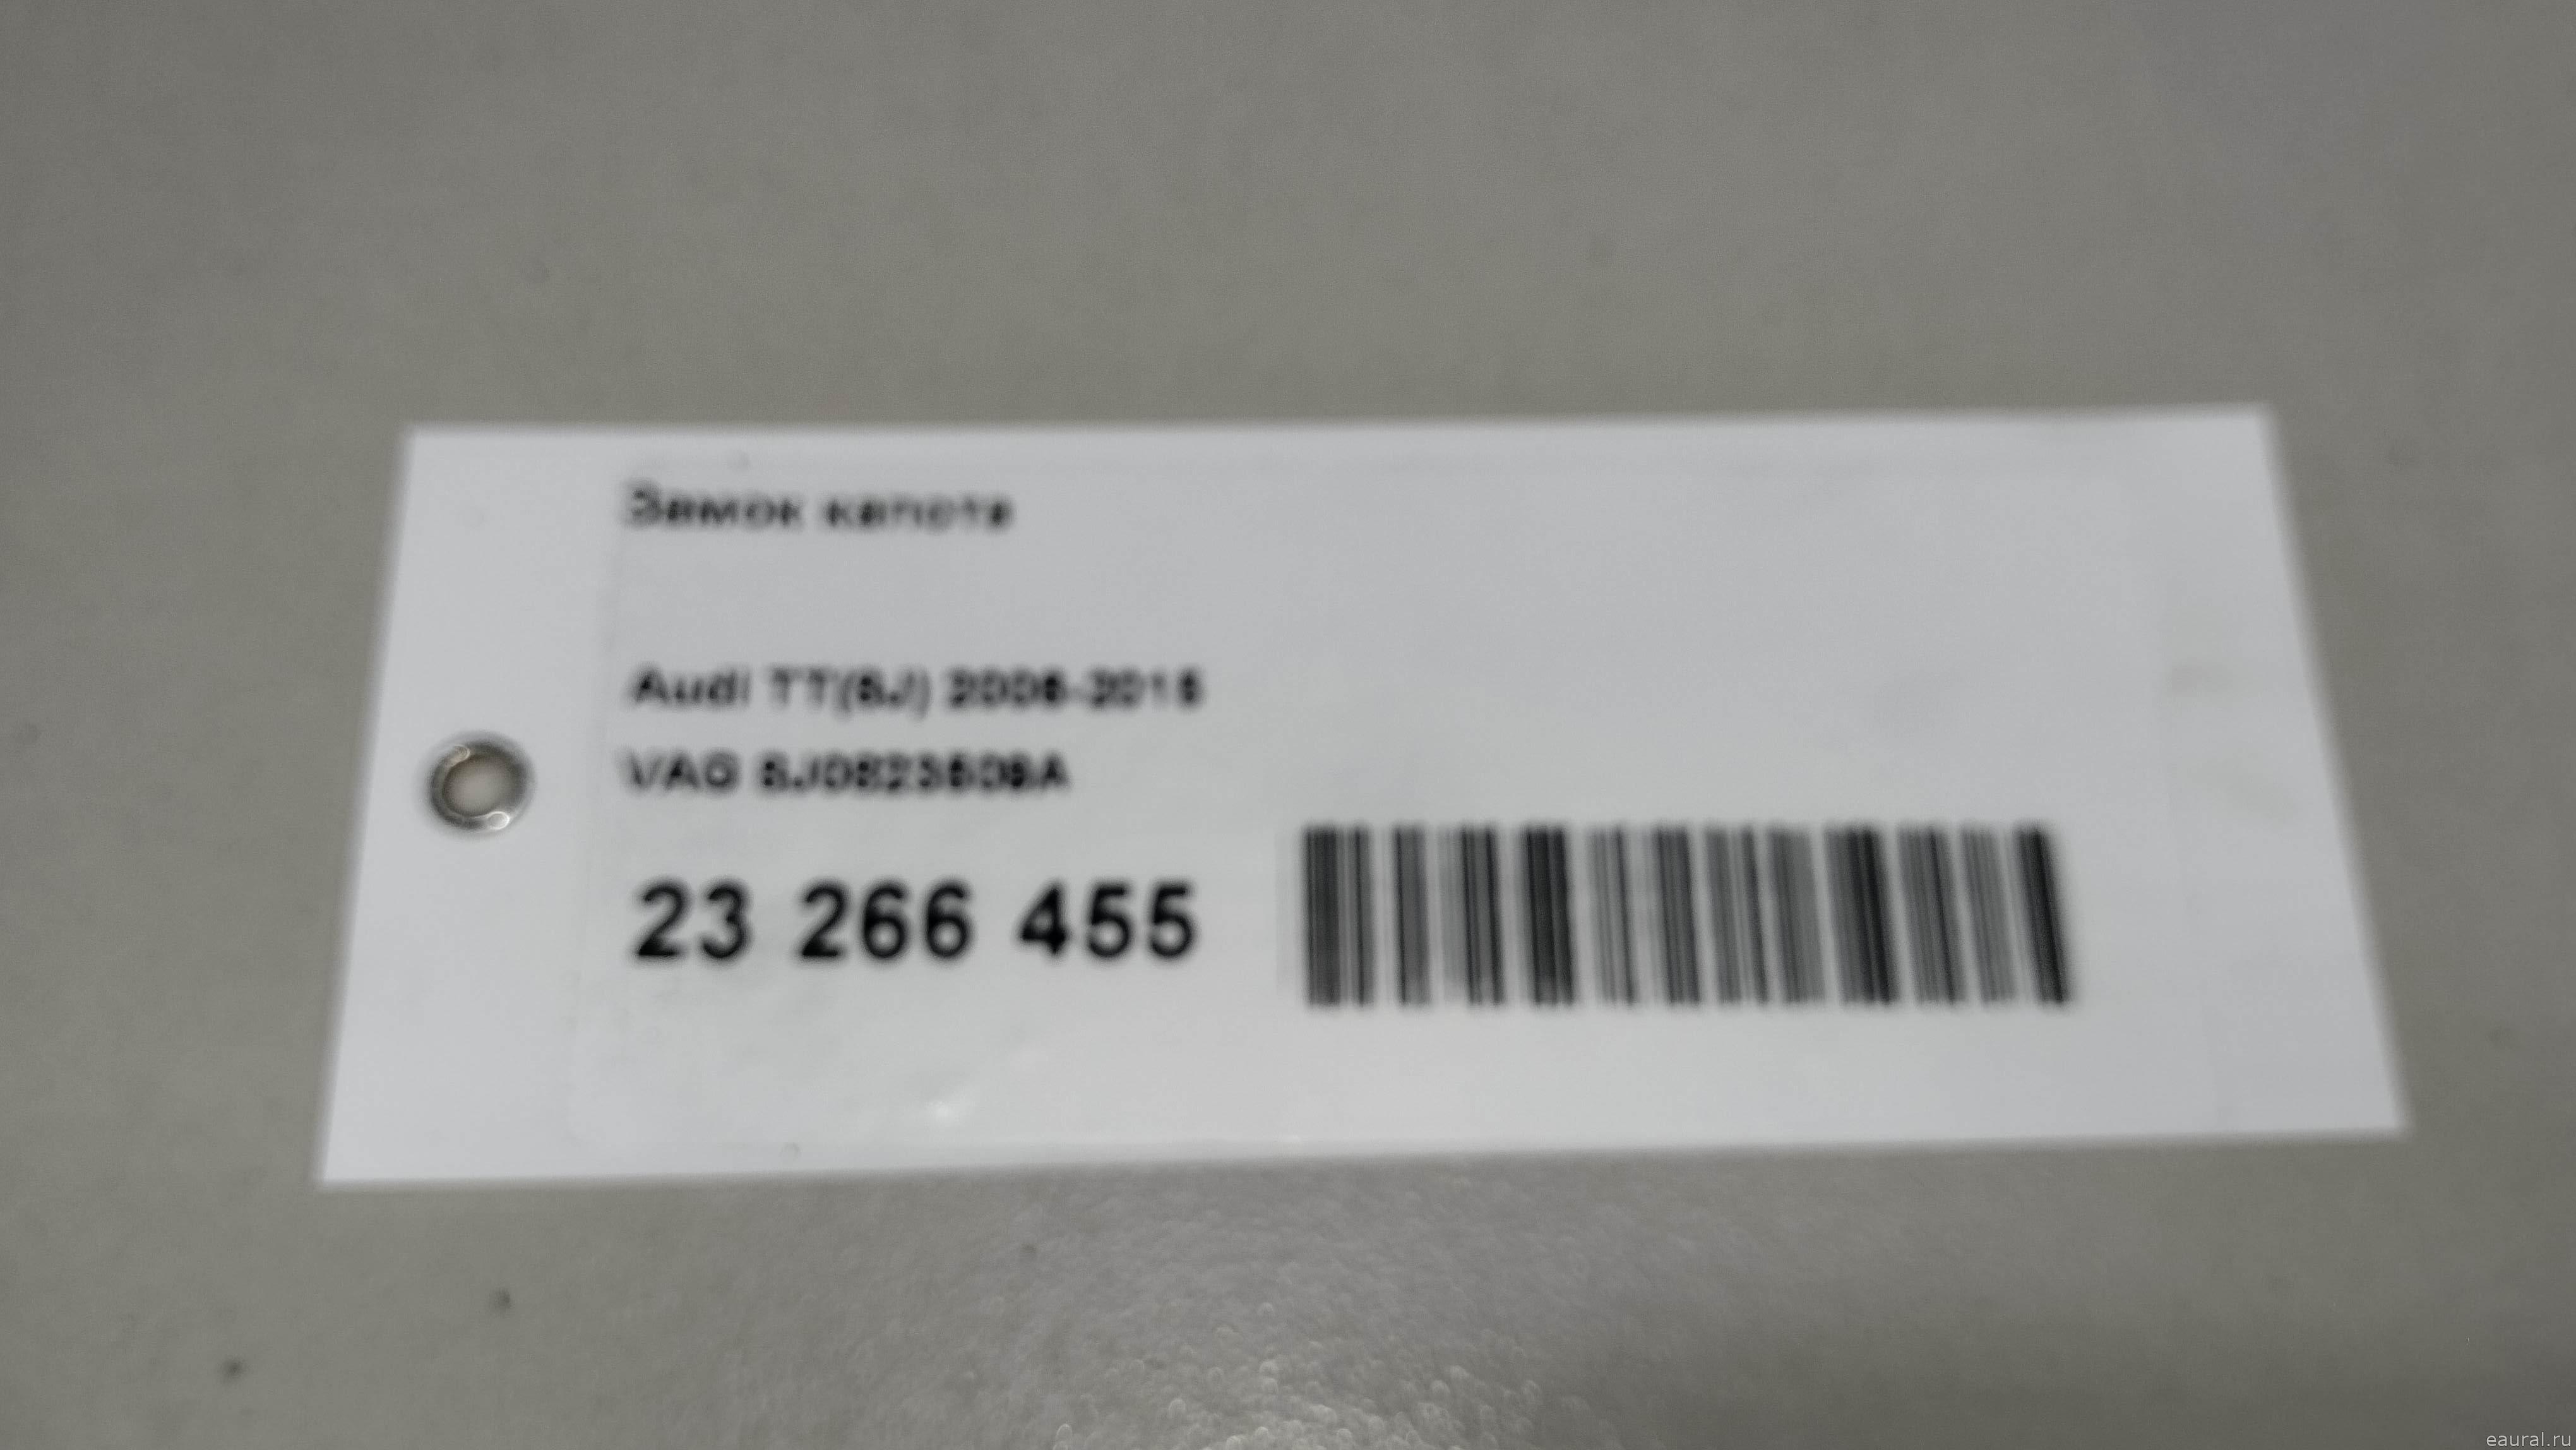 Замок капота
Audi TT(8J) 2006-2015
VAG 8J0823509A
23 266 455
eaural.ru